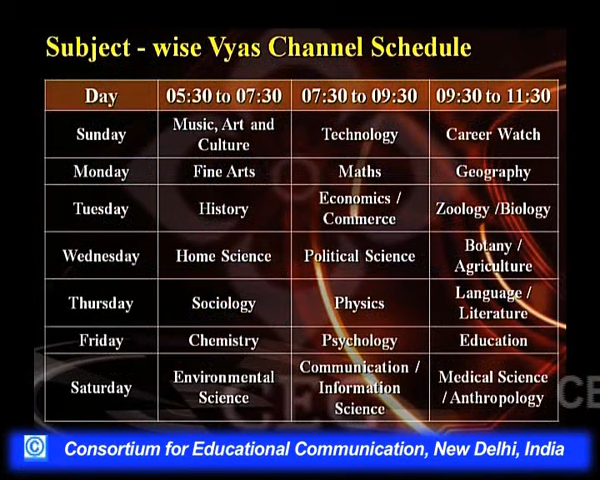 Subject - wise Vyas Channel Schedule
Day 05:30 to 07:30 07:30 to 09:30 09:30 to 11:30
Sunday Music, Art and Culture Technology Career Watch
Monday Fine Arts Maths Geography
Tuesday History Economics / Commerce Zoology /Biology
Wednesday Home Science Political Science Botany / Agriculture
Thursday Sociology Physics Language / Literature
Friday Chemistry Psychology Education
Saturday Environmental Science Communication / Information Science Medical Science / Anthropology
CEC
CE
© Consortium for Educational Communication, New Delhi, India